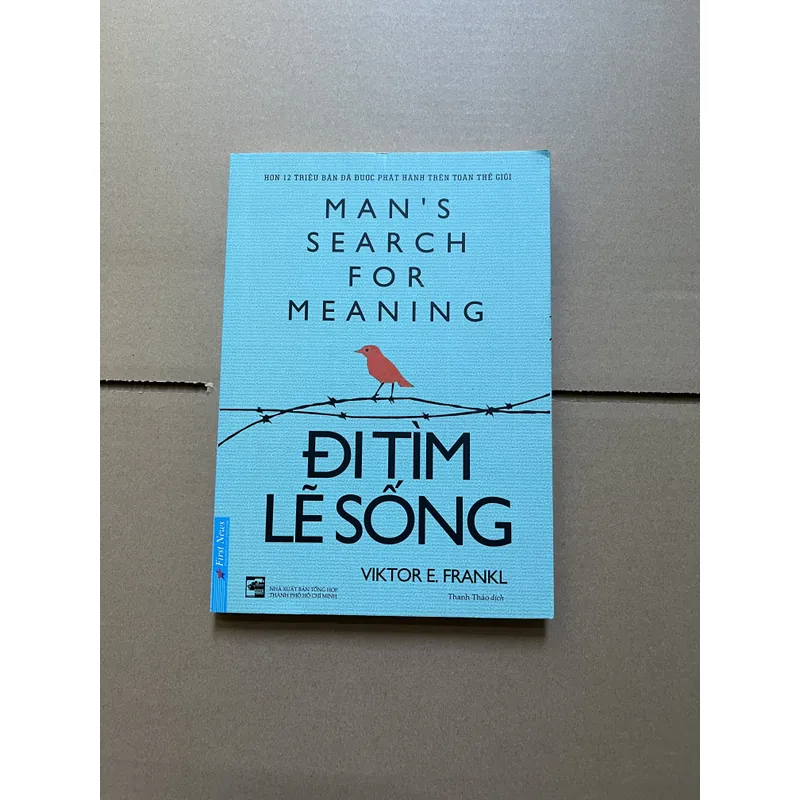 HƠN 12 TRIỆU BẢN ĐÃ ĐƯỢC PHÁT HÀNH TRÊN TOÀN THẾ GIỚI
MAN'S
SEARCH
FOR
MEANING
ĐI TÌM
LẼ SỐNG
VIKTOR E. FRANKL
Thanh Thảo dịch
First News
NHÀ XUẤT BẢN TỔNG HỢP
THÀNH PHỐ HỒ CHÍ MINH